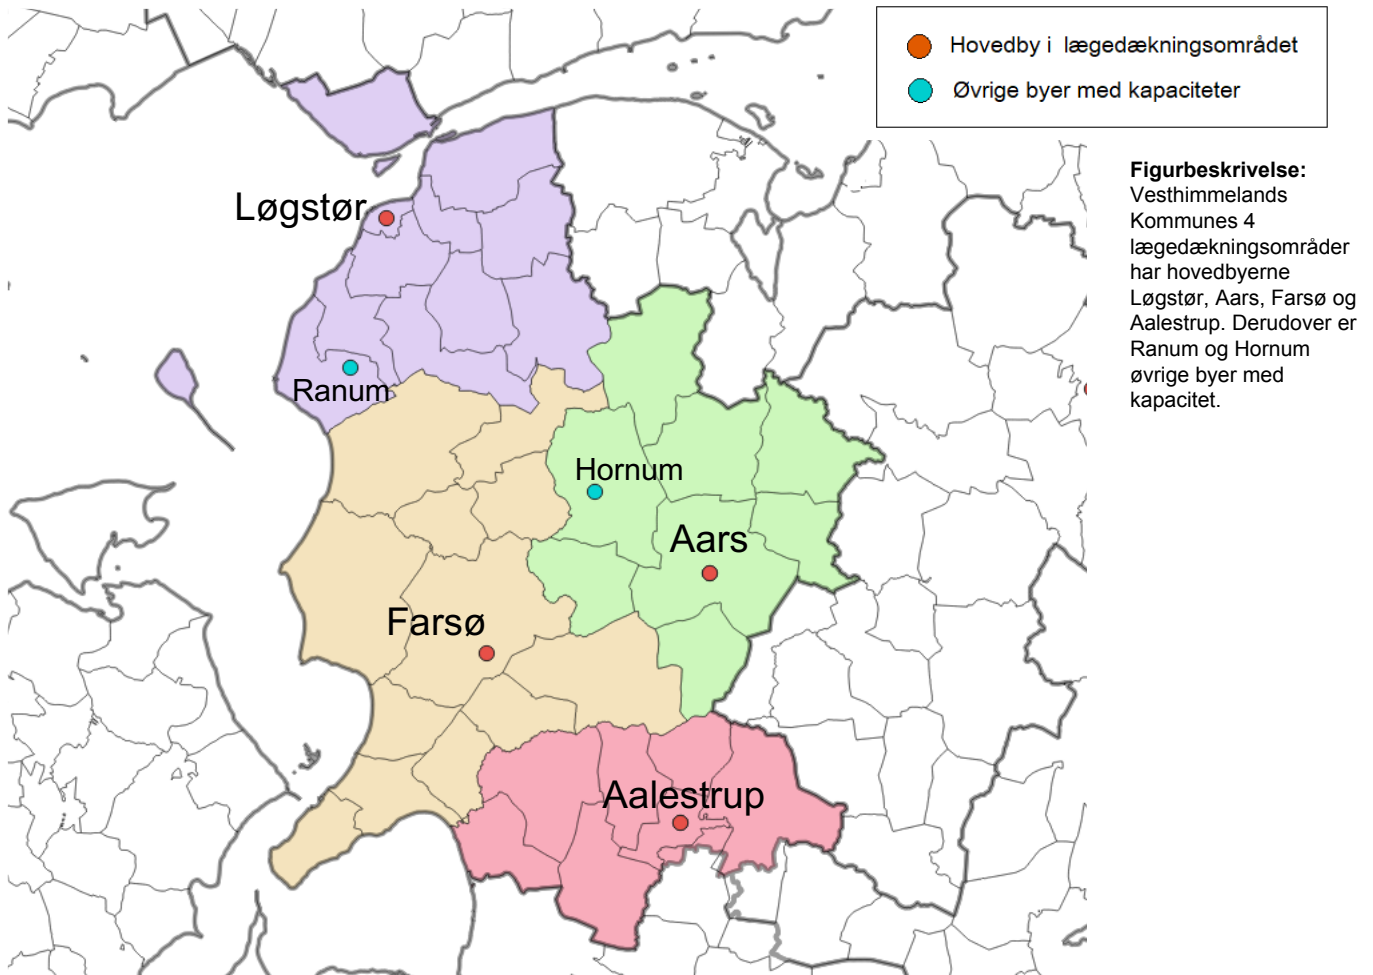 Hovedby i lægedækningsområdet
Øvrige byer med kapaciteter
Figurbeskrivelse:
Vesthimmelands
Kommunes 4
lægedækningsområder
har hovedbyerne
Løgstør, Aars, Farsø og
Aalestrup. Derudover er
Ranum og Hornum
øvrige byer med
kapacitet.
Løgstør
Ranum
Hornum
Aars
Farsø
Aalestrup